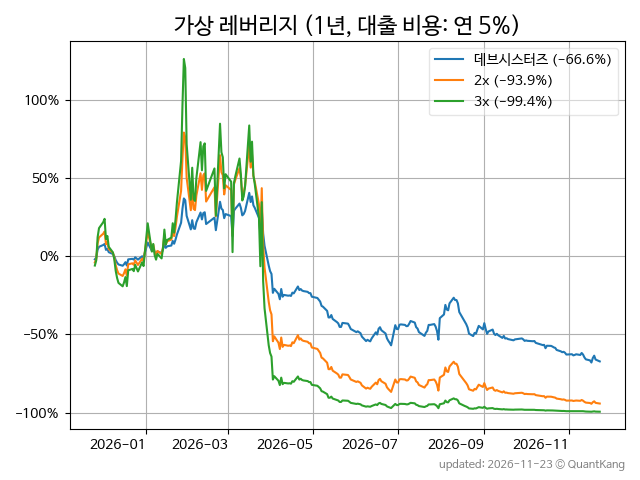 가상 레버리지 (1년, 대출 비용: 연 5%)
데브시스터즈 (-66.6%)
2x (-93.9%)
3x (-99.4%)
100%
50%
0%
-50%
-100%
2026-01
2026-03
2026-05
2026-07
2026-09
2026-11
updated: 2026-11-23 © QuantKang